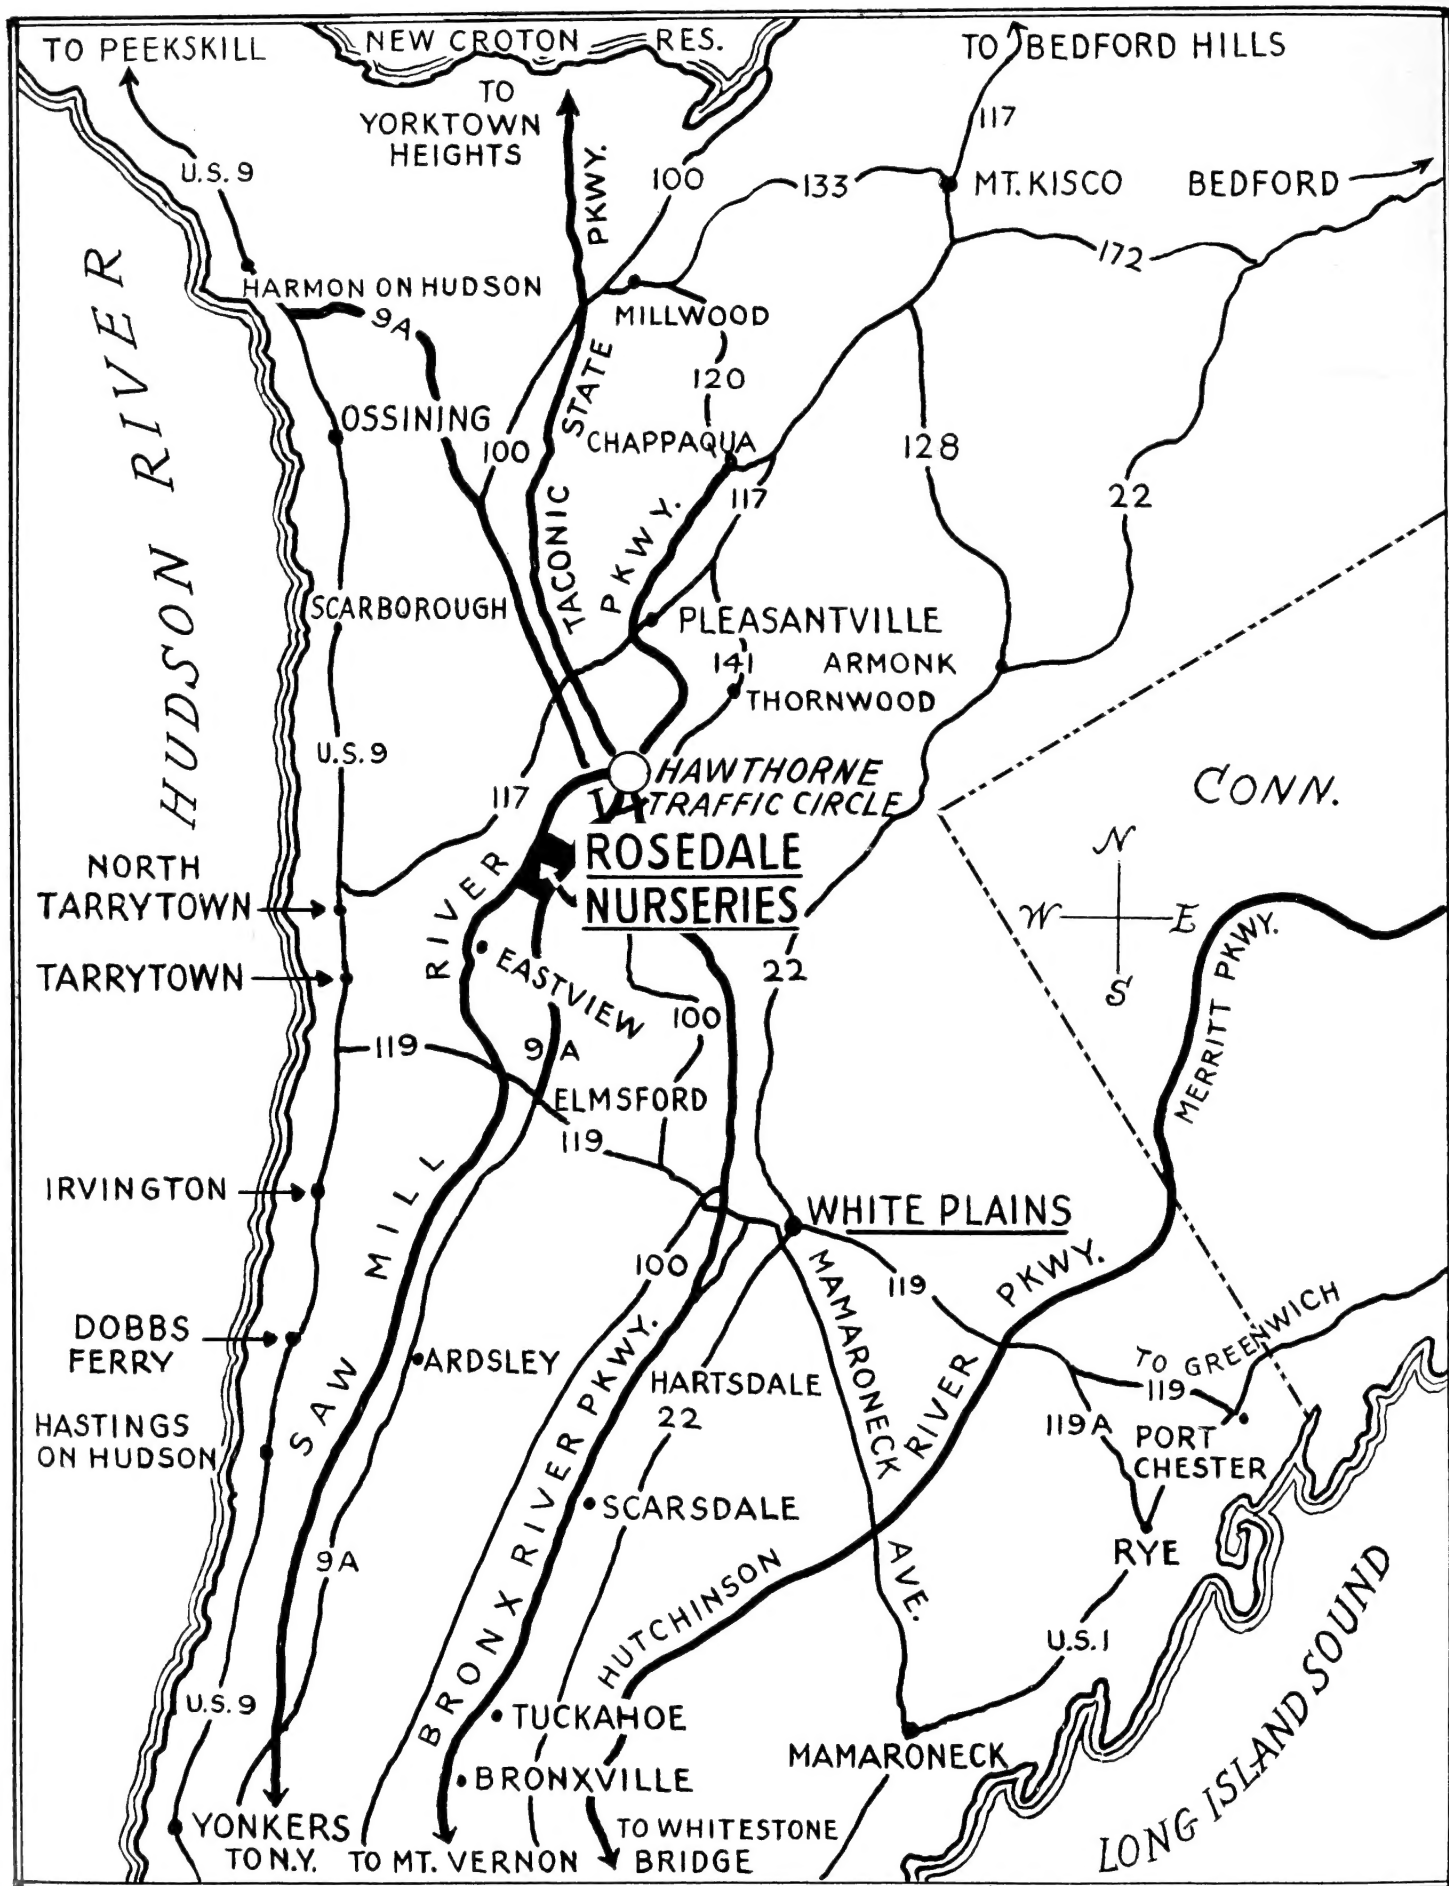 TO PEEKSKILL
NEW CROTON RES.
TO BEDFORD HILLS
TO
YORKTOWN
HEIGHTS
PKWY.
117
U.S.9
100
133
MT. KISCO
BEDFORD
172
HARMON ON HUDSON
9A
MILLWOOD
HUDSON RIVER
120
OSSINING
100
TACONIC STATE
CHAPPAQUA
128
117
22
PKWY.
SCARBOROUGH
PLEASANTVILLE
141
ARMONK
THORNWOOD
U.S.9
HAWTHORNE
TRAFFIC CIRCLE
117
CONN.
N
W E
S
ROSEDALE
NURSERIES
NORTH
TARRYTOWN
RIVER
TARRYTOWN
EASTVIEW
22
MERRITT PKWY.
100
119
9A
ELMSFORD
119
IRVINGTON
MILL
WHITE PLAINS
100
119
PKWY.
MAMARONECK
DOBBS
FERRY
SAW
ARDSLEY
HARTSDALE
22
TO GREENWICH
119
RIVER
119A
PORT
CHESTER
HASTINGS
ON HUDSON
BRONX RIVER PKWY.
SCARSDALE
RYE
9A
HUTCHINSON
AVE.
U.S.1
LONG ISLAND SOUND
U.S.9
TUCKAHOE
MAMARONECK
BRONXVILLE
YONKERS
TO N.Y.
TO MT. VERNON
TO WHITESTONE
BRIDGE